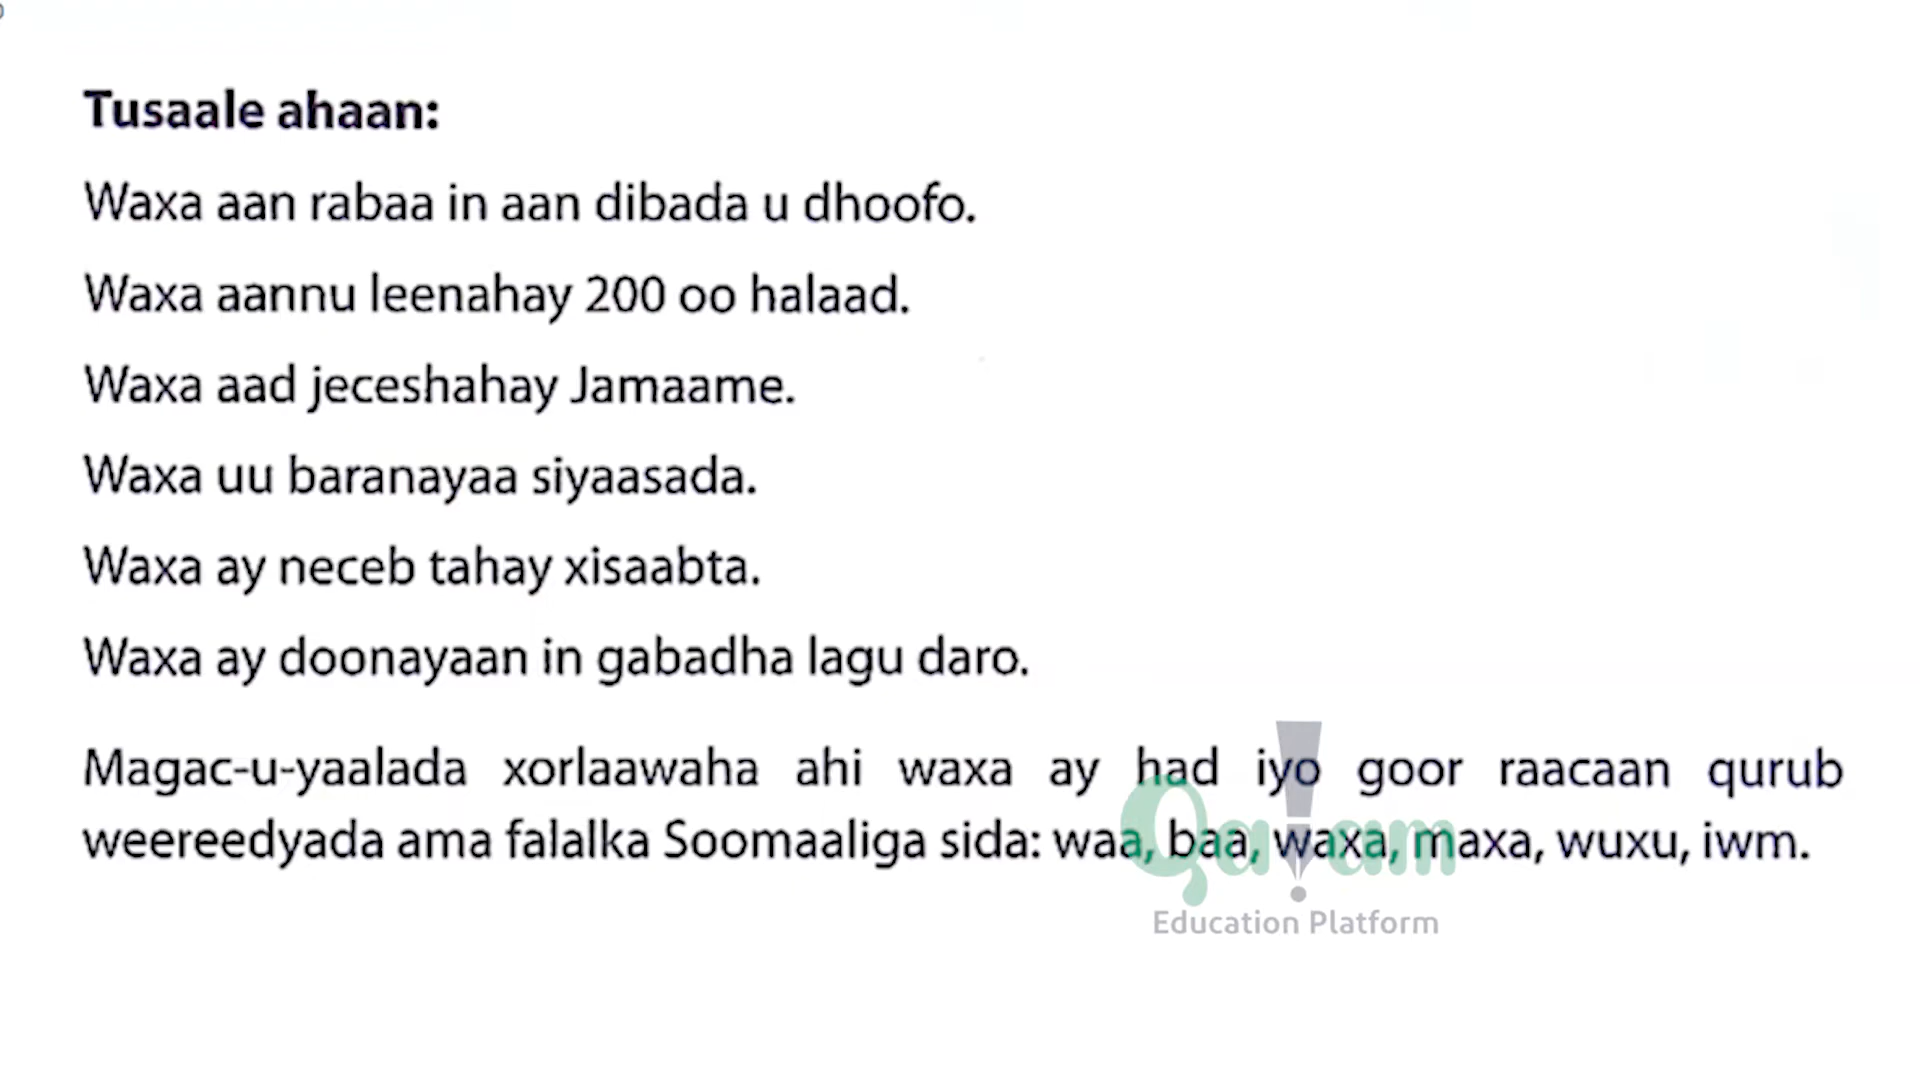 Tusaale ahaan:
Waxa aan rabaa in aan dibada u dhoofo.
Waxa aannu leenahay 200 oo halaad.
Waxa aad jeceshahay Jamaame.
Waxa uu baranayaa siyaasada.
Waxa ay neceb tahay xisaabta.
Waxa ay doonayaan in gabadha lagu daro.
Magac-u-yaalada xorlaawaha ahi waxa ay had iyo goor raacaan qurub
weereedyada ama falalka Soomaaliga sida: waa, baa, waxa, maxa, wuxu, iwm.
Qalam
Education Platform